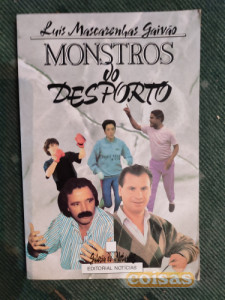 Luís Mascarenhas Gaivão
MONSTROS
DO
DESPORTO
EDITORIAL NOTÍCIAS
coisas